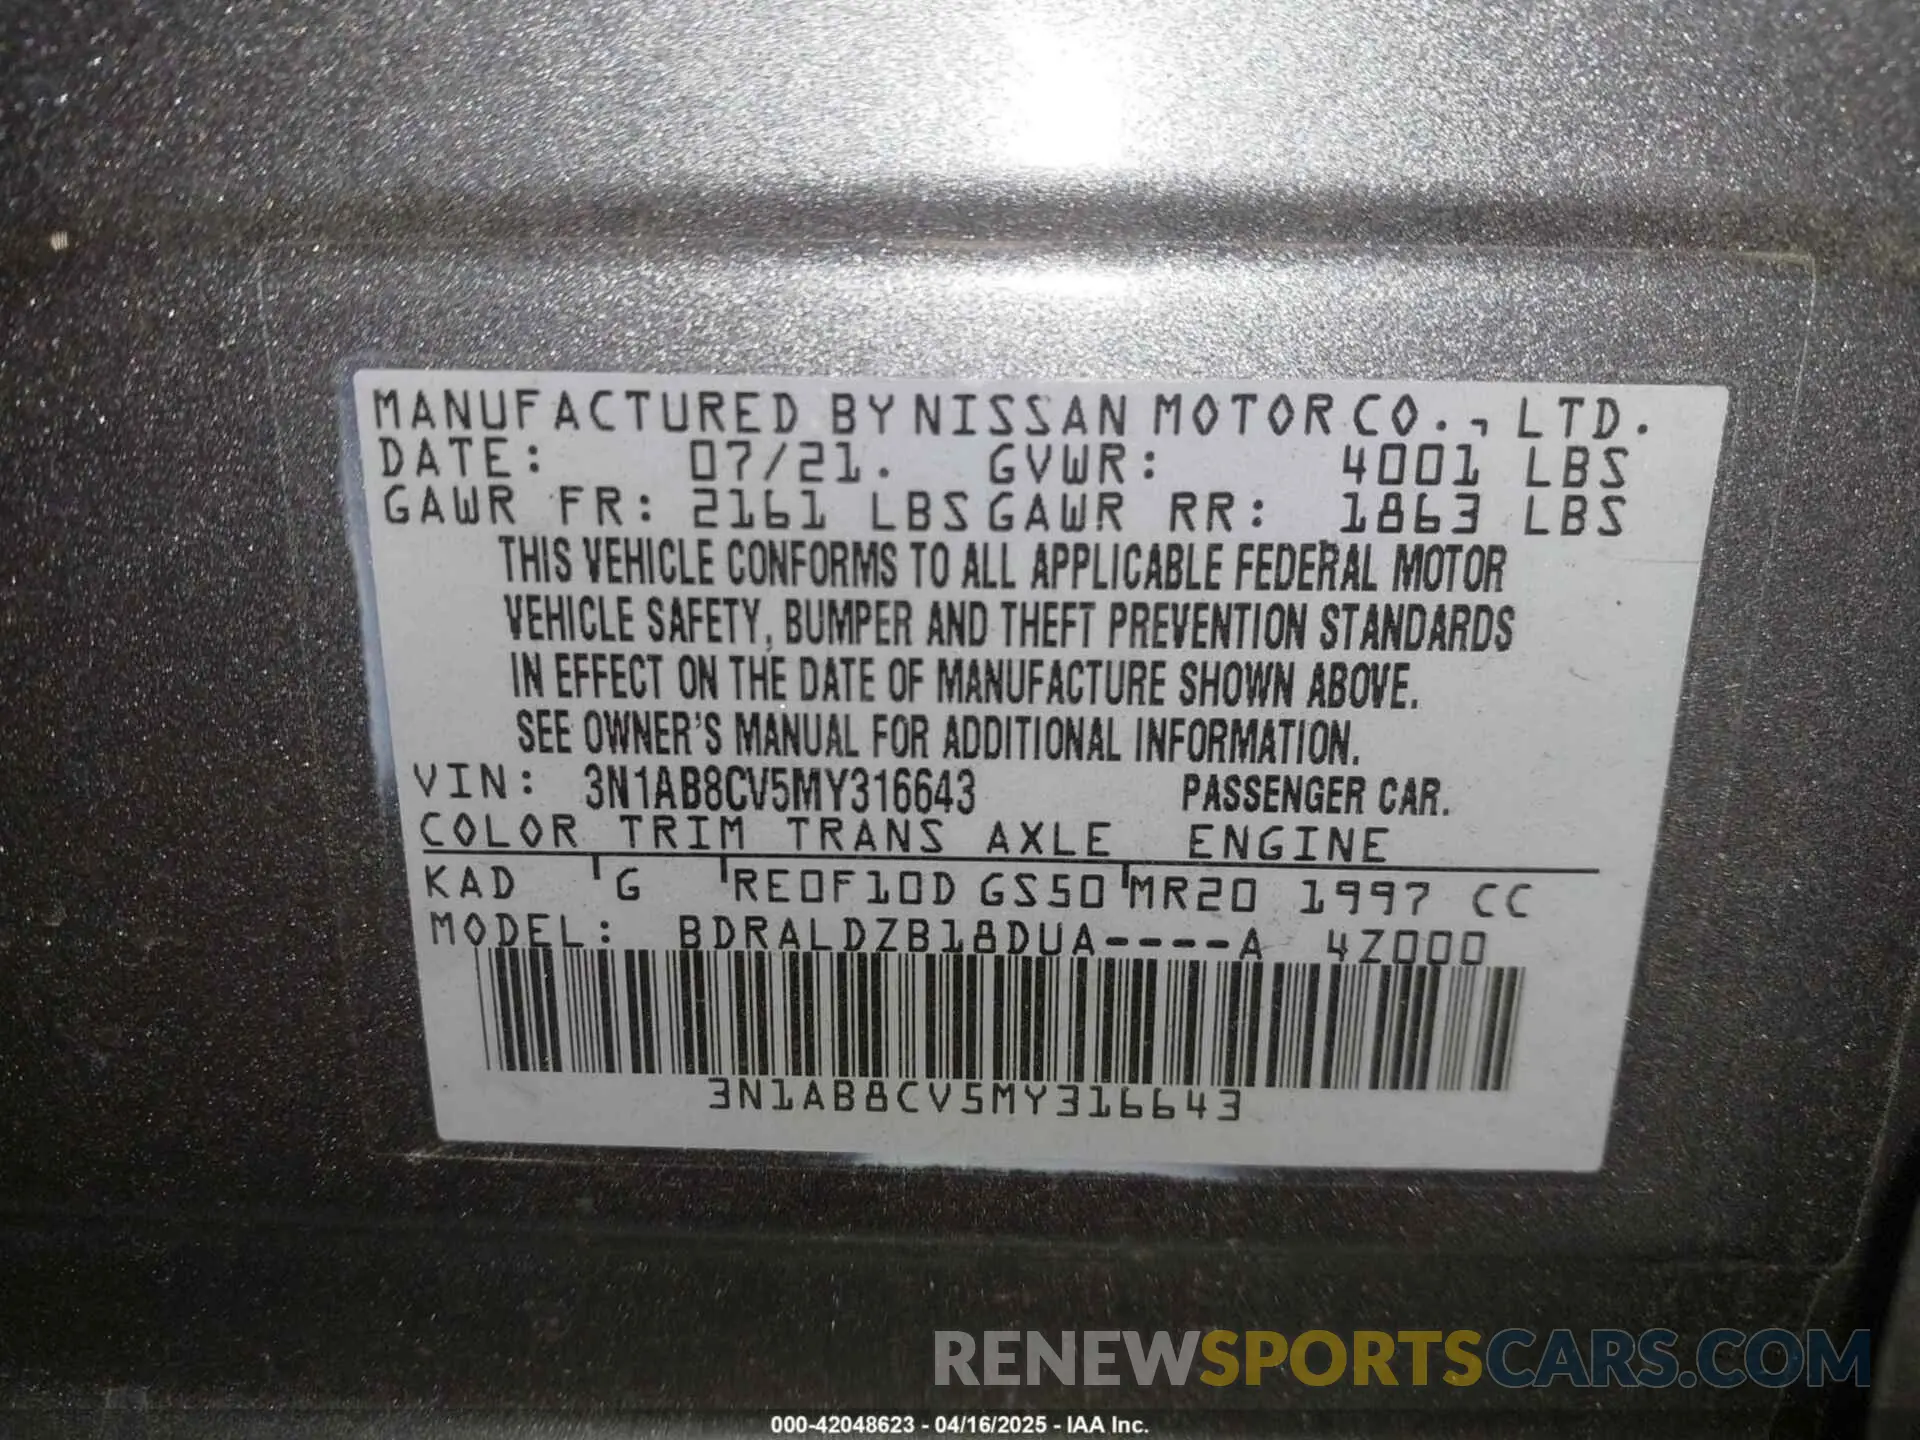 MANUFACTURED BY NISSAN MOTOR CO., LTD.
DATE: 07/21. GVWR: 4001 LBS
GAWR FR: 2161 LBS GAWR RR: 1863 LBS
THIS VEHICLE CONFORMS TO ALL APPLICABLE FEDERAL MOTOR
VEHICLE SAFETY, BUMPER AND THEFT PREVENTION STANDARDS
IN EFFECT ON THE DATE OF MANUFACTURE SHOWN ABOVE.
SEE OWNER'S MANUAL FOR ADDITIONAL INFORMATION.
VIN: 3N1AB8CV5MY316643 PASSENGER CAR.
COLOR TRIM TRANS AXLE ENGINE
KAD G RE0F10D GS50 MR20 1997 CC
MODEL: BDRALDZB18DUA----A 4Z000
3N1AB8CV5MY316643
RENEWSPORTSCARS.COM
000-42048623 - 04/16/2025 - IAA Inc.